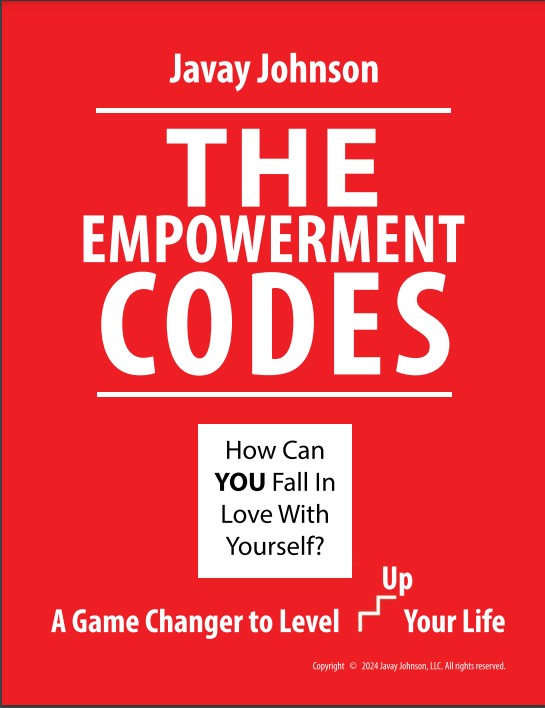 Javay Johnson
THE
EMPOWERMENT
CODES
How Can
YOU Fall In
Love With
Yourself?
Up
A Game Changer to Level Your Life
Copyright © 2024 Javay Johnson, LLC. All rights reserved.